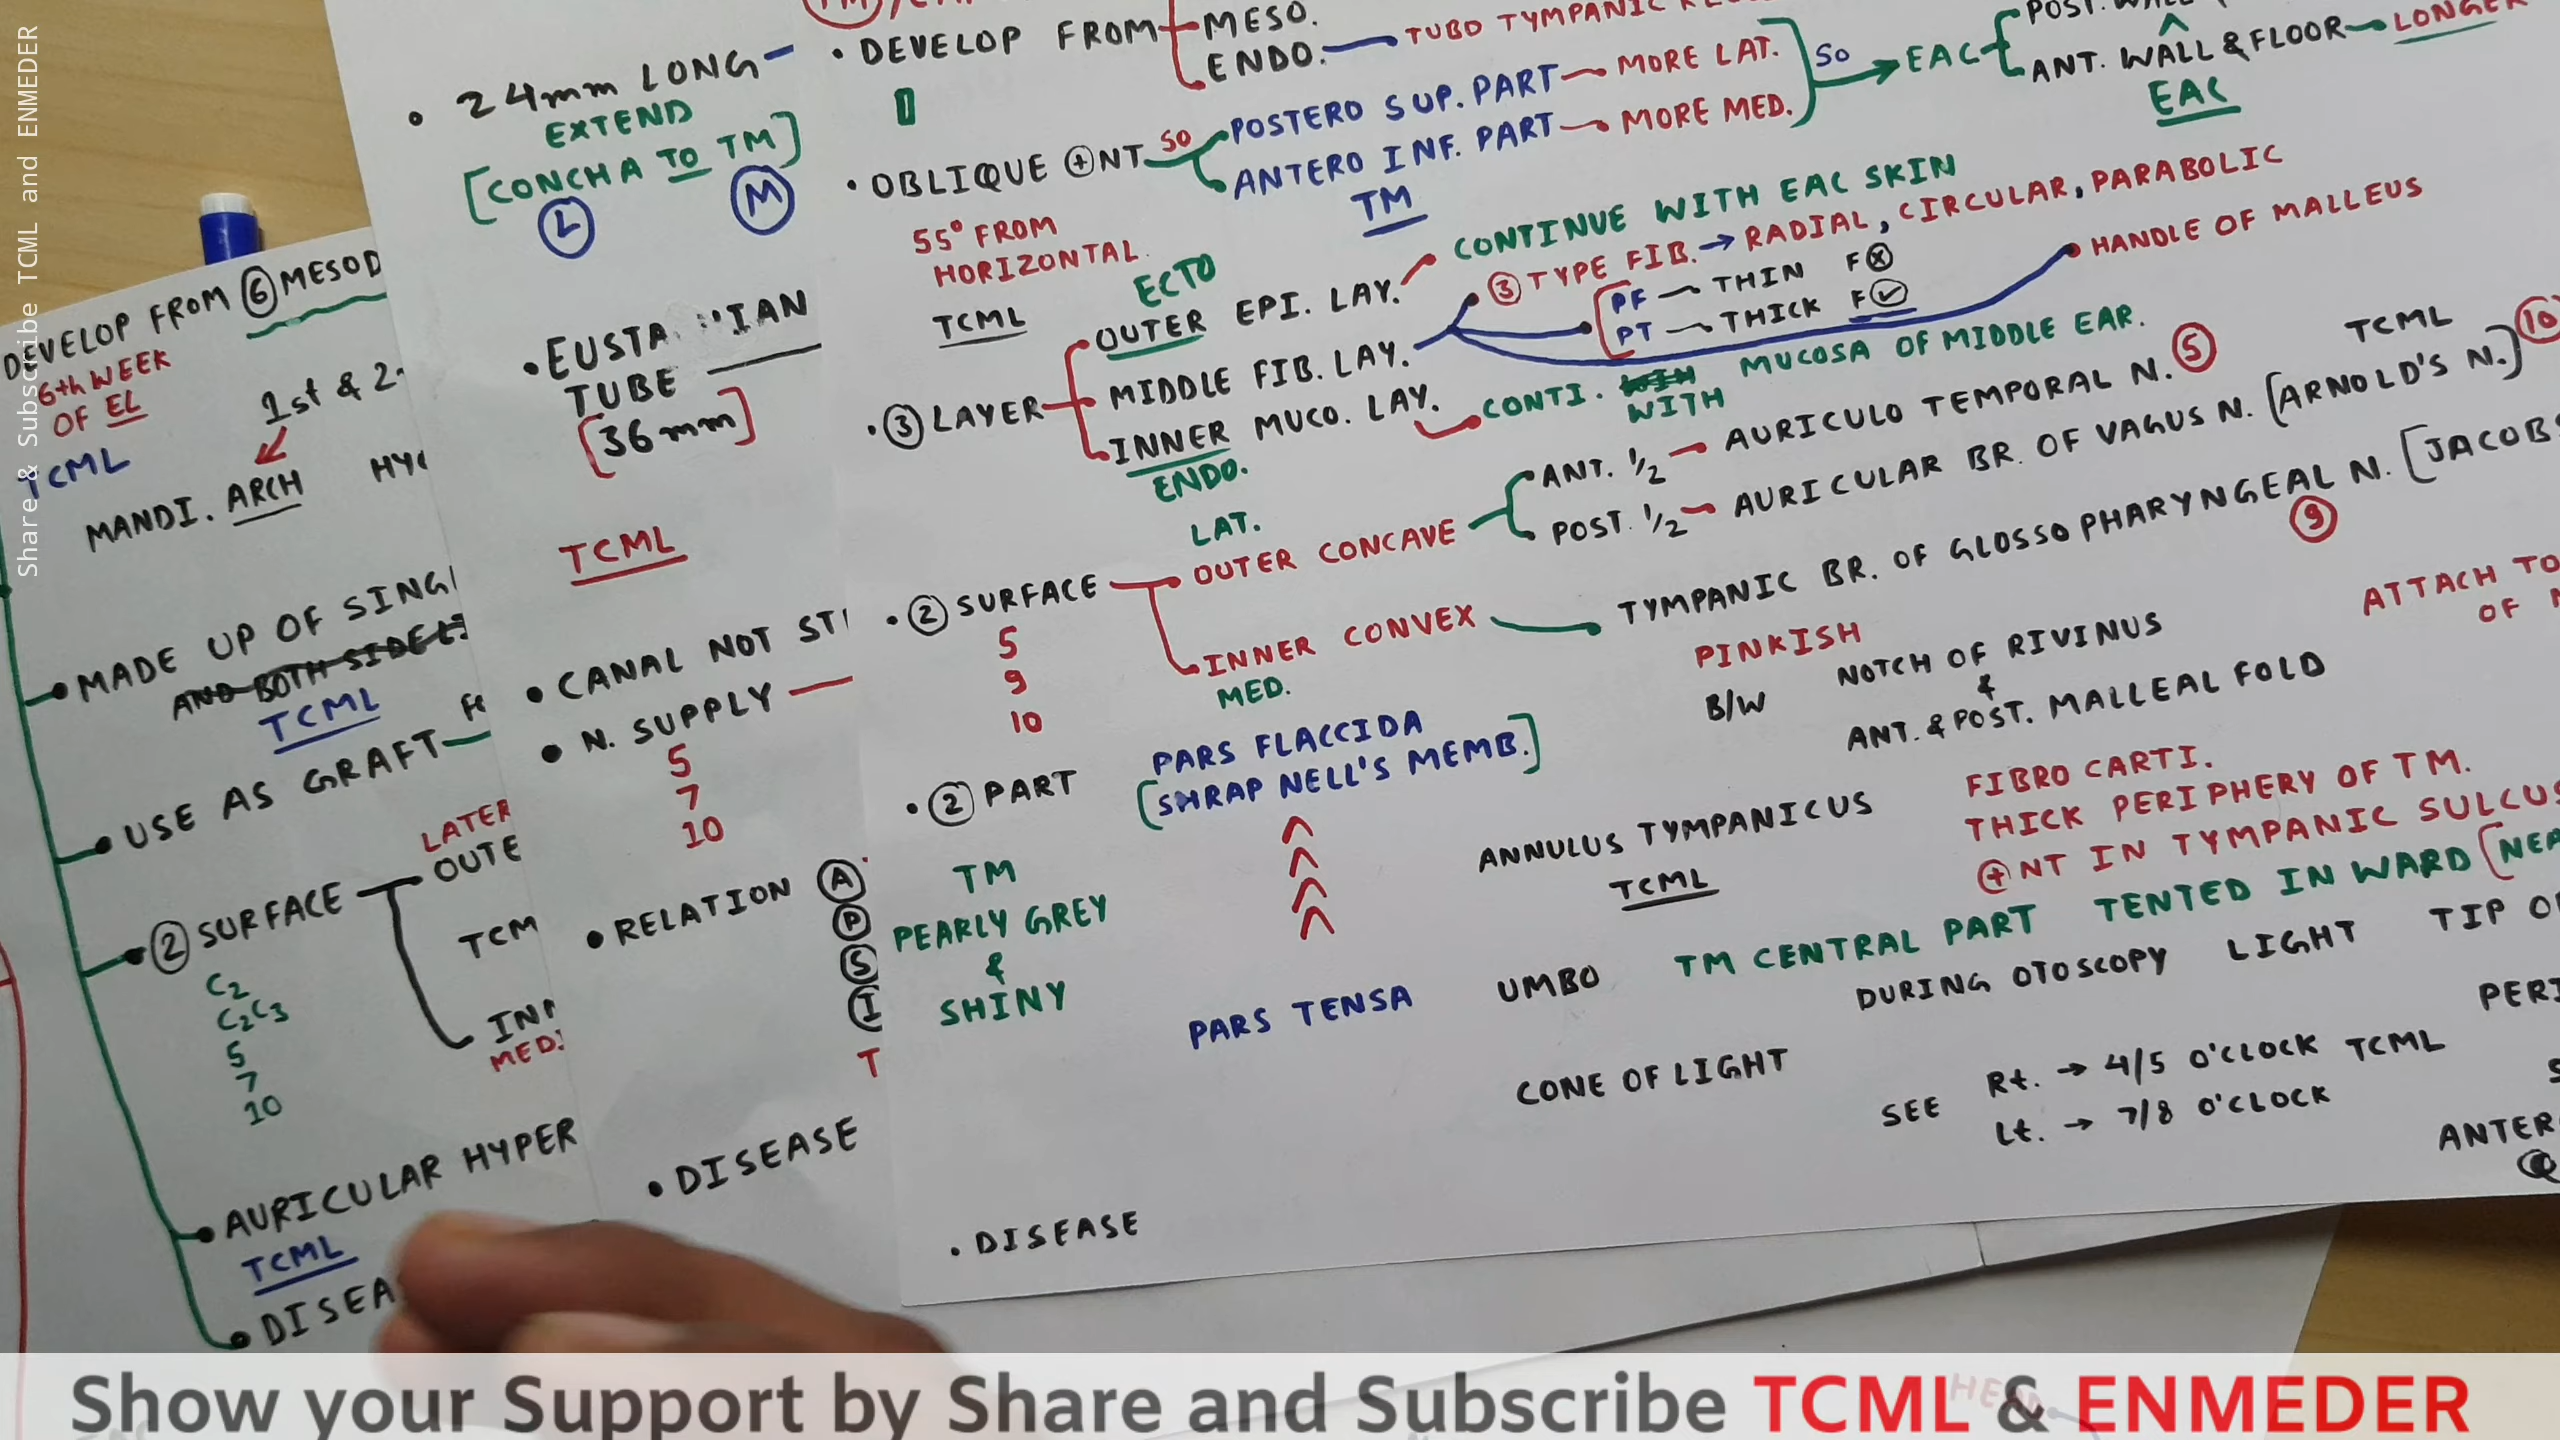 Share & Subscribe TCML and ENMEDER
DEVELOP FROM ⑥ MESOD
6th WEEK
OF EL
TCML
1st & 2
MANDI. ARCH
MADE UP OF
AND BOTH SIDE
TCML
USE AS GRAFT
② SURFACE
C2
C2C3
5
7
10
AURICULAR HYPER
TCML
• 24mm LONG
EXTEND
[CONCHA TO TM]
L
M
TUBE
[36mm]
TCML
• CANAL NOT
• N. SUPPLY
5
7
10
• RELATION
A
P
S
I
• DISEASE
• DEVELOP FROM
MESO.
ENDO. TUBO TYMPANIC
• OBLIQUE ⊕NT SO
POSTERO SUP. PART MORE LAT.
ANTERO INF. PART MORE MED.
TM
SO EAC
ANT. WALL & FLOOR LONGER
EAC
55° FROM
HORIZONTAL
TCML
• ③ LAYER
ECTO
OUTER EPI. LAY. CONTINUE WITH EAC SKIN
MIDDLE FIB. LAY.
③ TYPE FIB. → RADIAL, CIRCULAR, PARABOLIC
PF THIN F ⊗
PT THICK F ✓
HANDLE OF MALLEUS
INNER MUCO. LAY. CONTI. WITH MUCOSA OF MIDDLE EAR.
ENDO.
TCML
• ② SURFACE
5
9
10
LAT.
OUTER CONCAVE
ANT. 1/2 AURICULO TEMPORAL N. ⑤
POST. 1/2 AURICULAR BR. OF VAGUS N. [ARNOLD'S N.] ⑩
INNER CONVEX TYMPANIC BR. OF GLOSSO PHARYNGEAL N. [JACOB
MED.
⑨
• ② PART
PARS FLACCIDA
[SHRAP NELL'S MEMB.]
PINKISH
B/W NOTCH OF RIVINUS
&
ANT. & POST. MALLEAL FOLD
ATTACH TO
OF
TM
PEARLY GREY
&
SHINY
PARS TENSA
ANNULUS TYMPANICUS
TCML
FIBRO CARTI.
THICK PERIPHERY OF TM.
⊕NT IN TYMPANIC SULCUS
UMBO
TM CENTRAL PART TENTED IN WARD
CONE OF LIGHT
DURING OTOSCOPY LIGHT TIP
SEE
Rt. → 4/5 O'CLOCK TCML
Lt. → 7/8 O'CLOCK
• DISEASE
Show your Support by Share and Subscribe TCML & ENMEDER